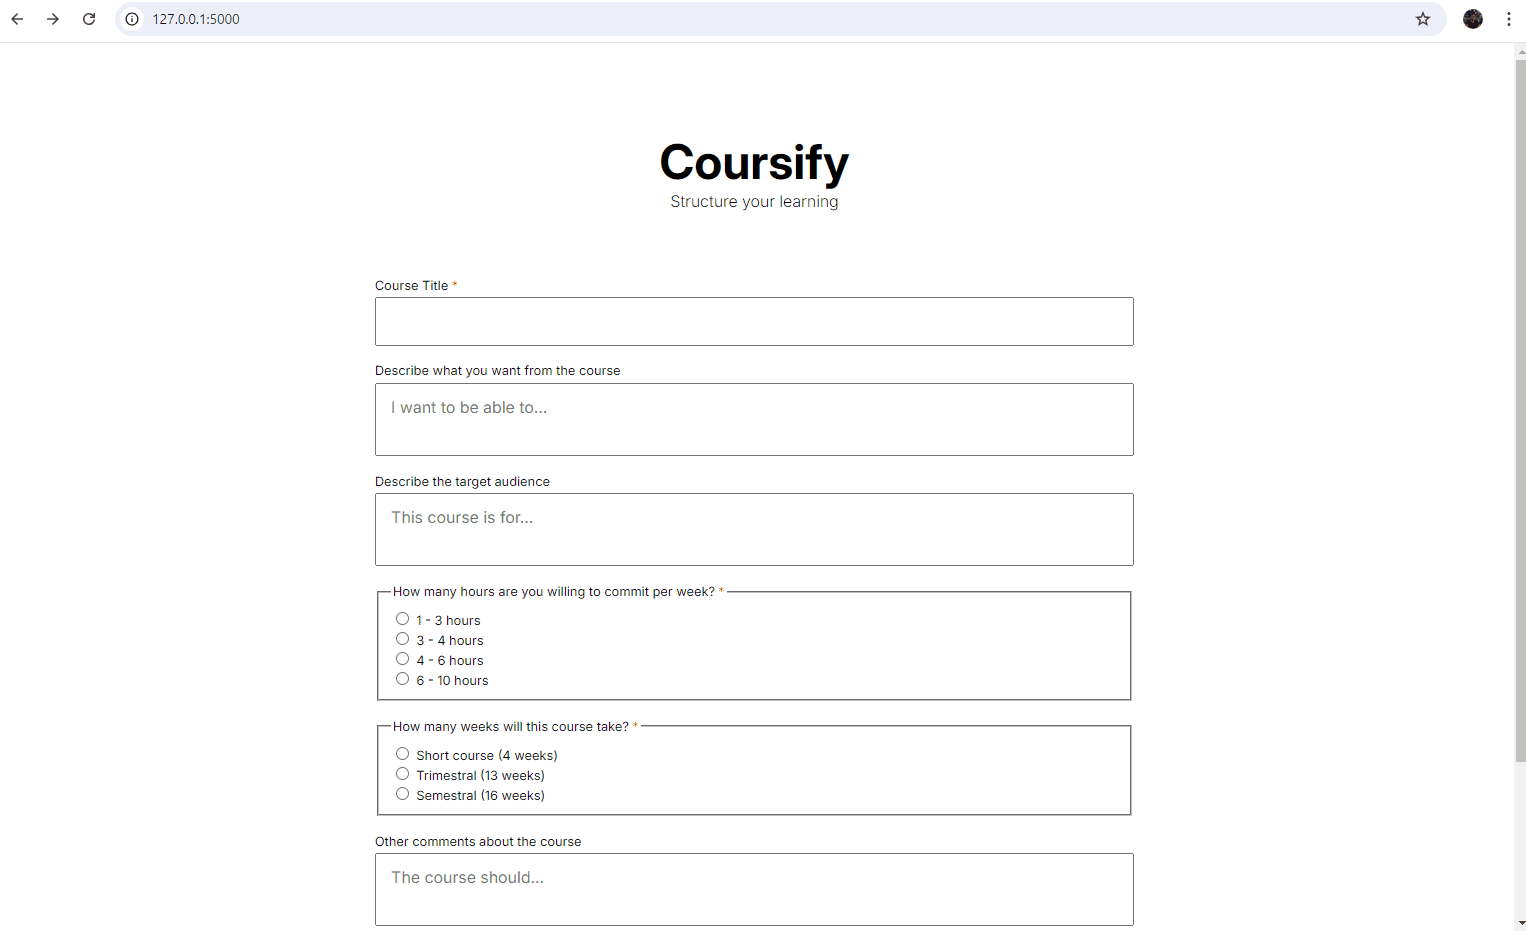 127.0.0.1:5000
Coursify
Structure your learning
Course Title *
Describe what you want from the course
I want to be able to...
Describe the target audience
This course is for...
How many hours are you willing to commit per week? *
1 - 3 hours
3 - 4 hours
4 - 6 hours
6 - 10 hours
How many weeks will this course take? *
Short course (4 weeks)
Trimestral (13 weeks)
Semestral (16 weeks)
Other comments about the course
The course should...